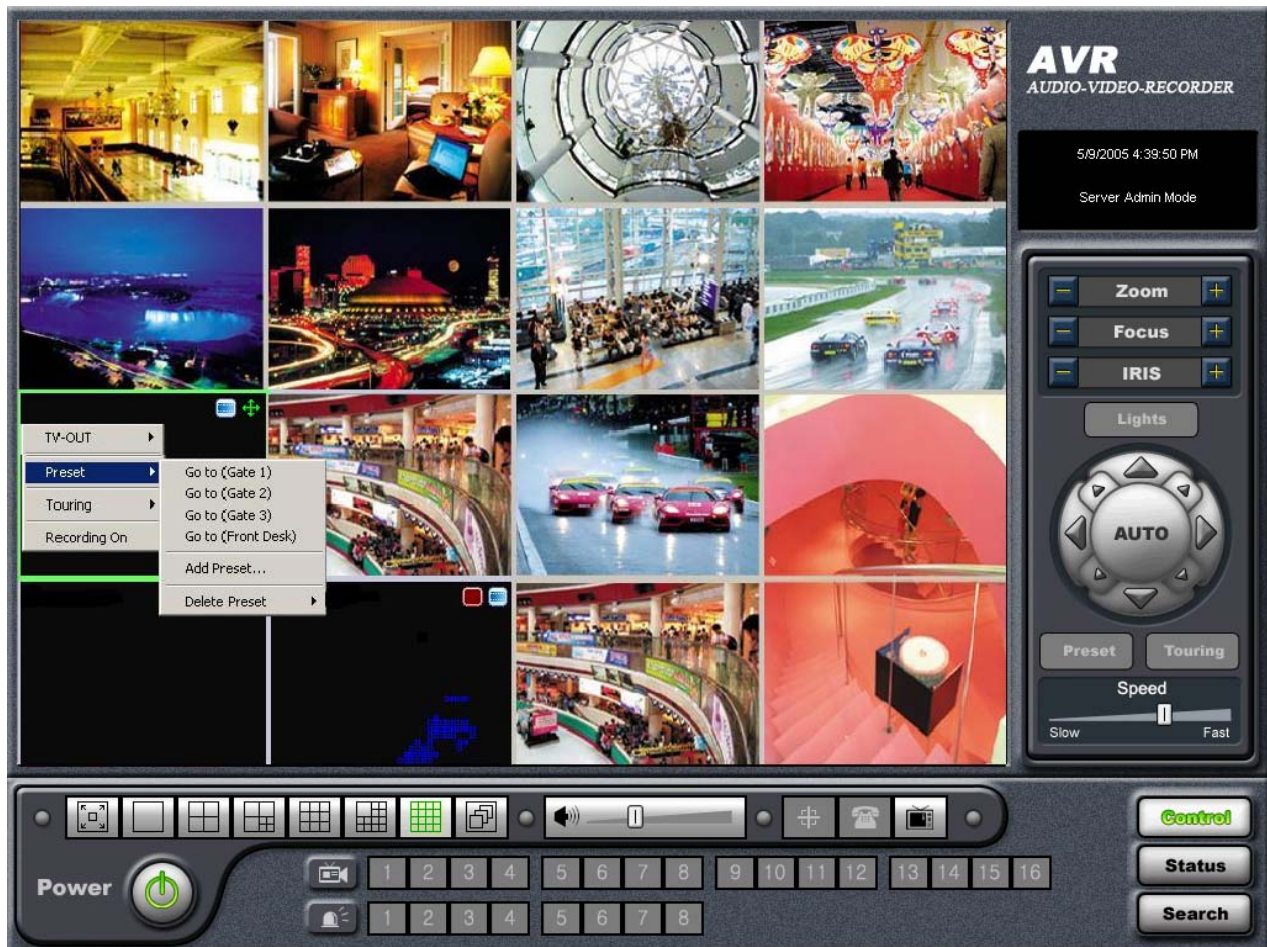 AVR
AUDIO-VIDEO-RECORDER
5/9/2005 4:39:50 PM
Server Admin Mode
Zoom
Focus
IRIS
Lights
AUTO
Preset Touring
Speed
Slow Fast
TV-OUT
Preset
Touring
Recording On
Go to (Gate 1)
Go to (Gate 2)
Go to (Gate 3)
Go to (Front Desk)
Add Preset...
Delete Preset
Control
Status
Search
Power
1 2 3 4 5 6 7 8 9 10 11 12 13 14 15 16
1 2 3 4 5 6 7 8